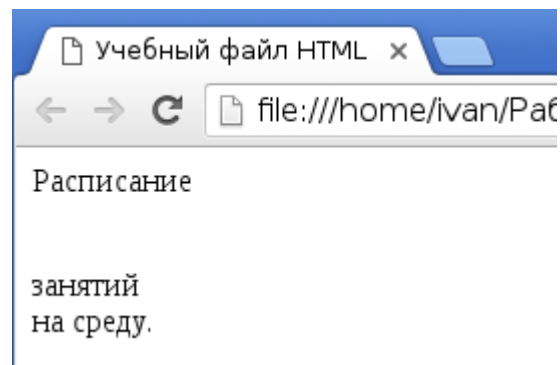 Учебный файл HTML
file:///home/ivan/Раб
Расписание
занятий
на среду.